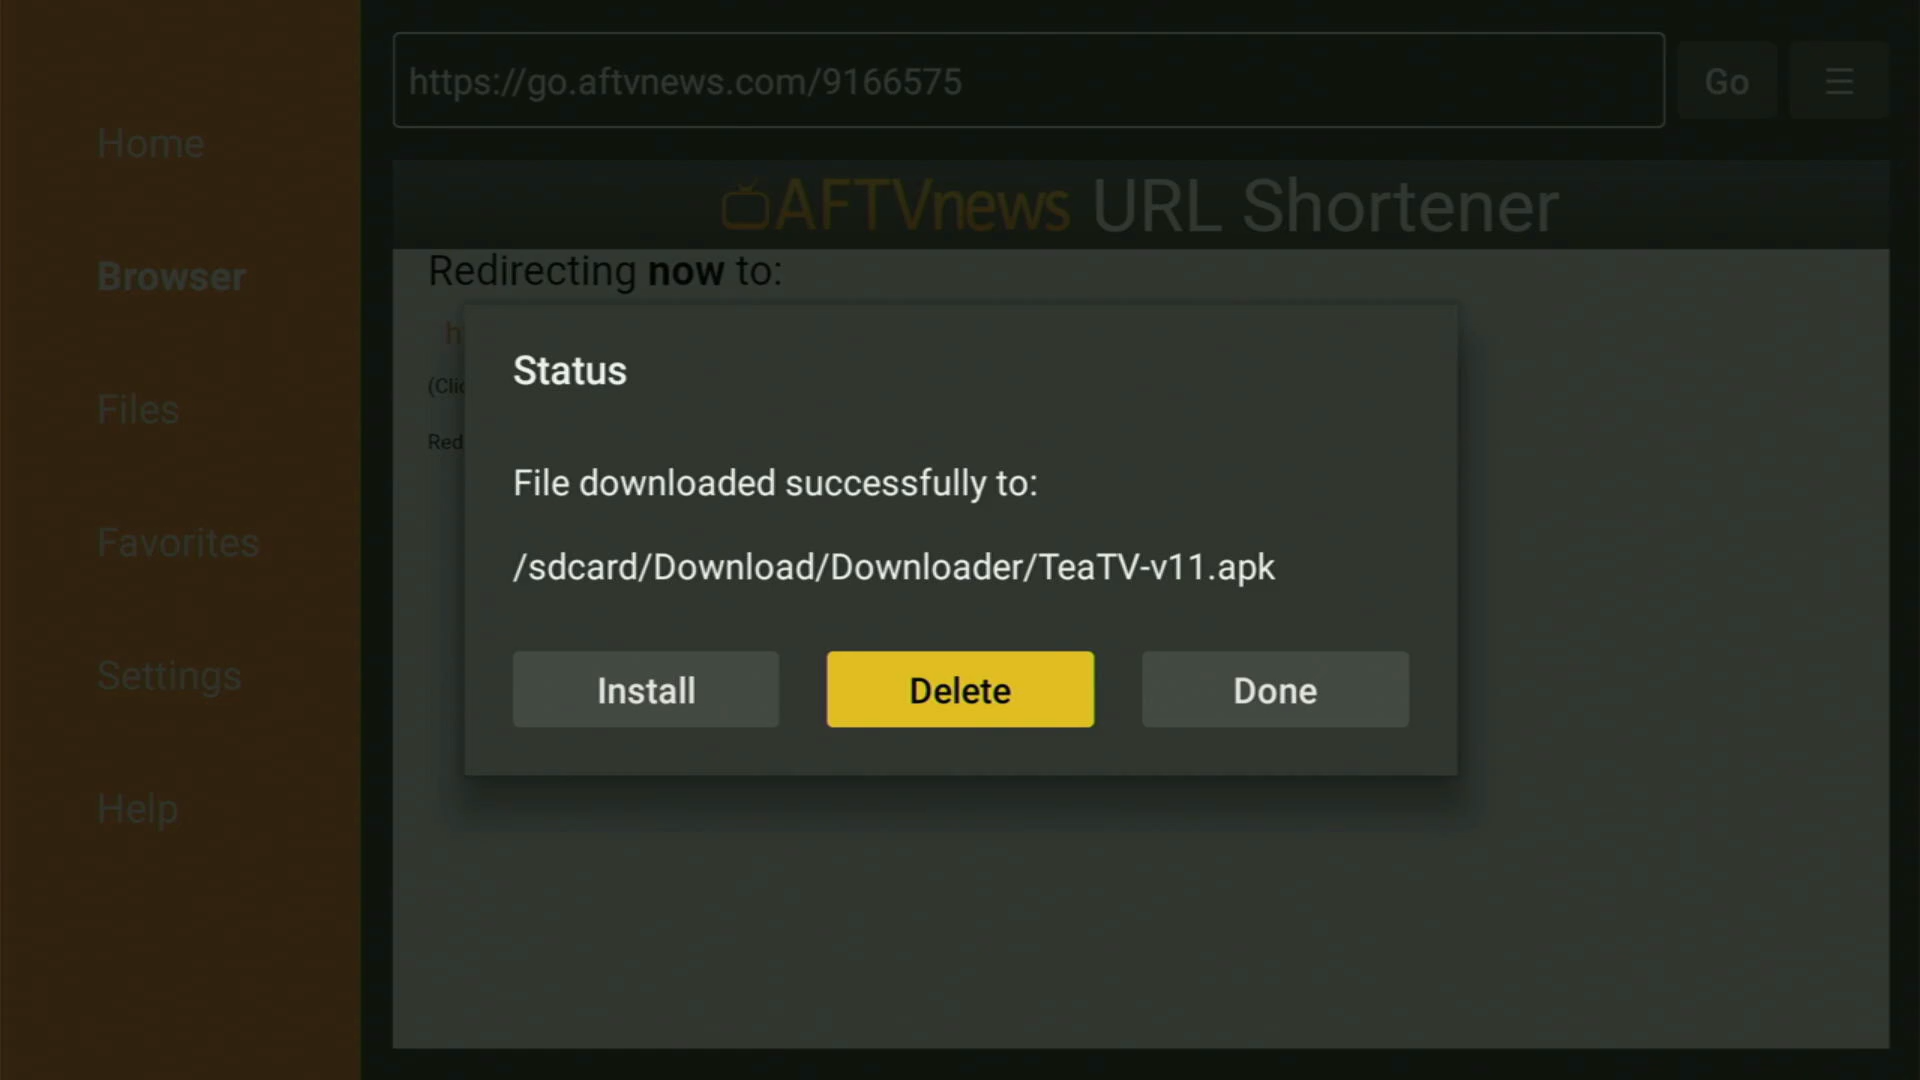 https://go.aftvnews.com/9166575
Go
Home
Browser
Files
Favorites
Settings
Help
AFTVnews URL Shortener
Redirecting now to:
Status
File downloaded successfully to:
/sdcard/Download/Downloader/TeaTV-v11.apk
Install
Delete
Done